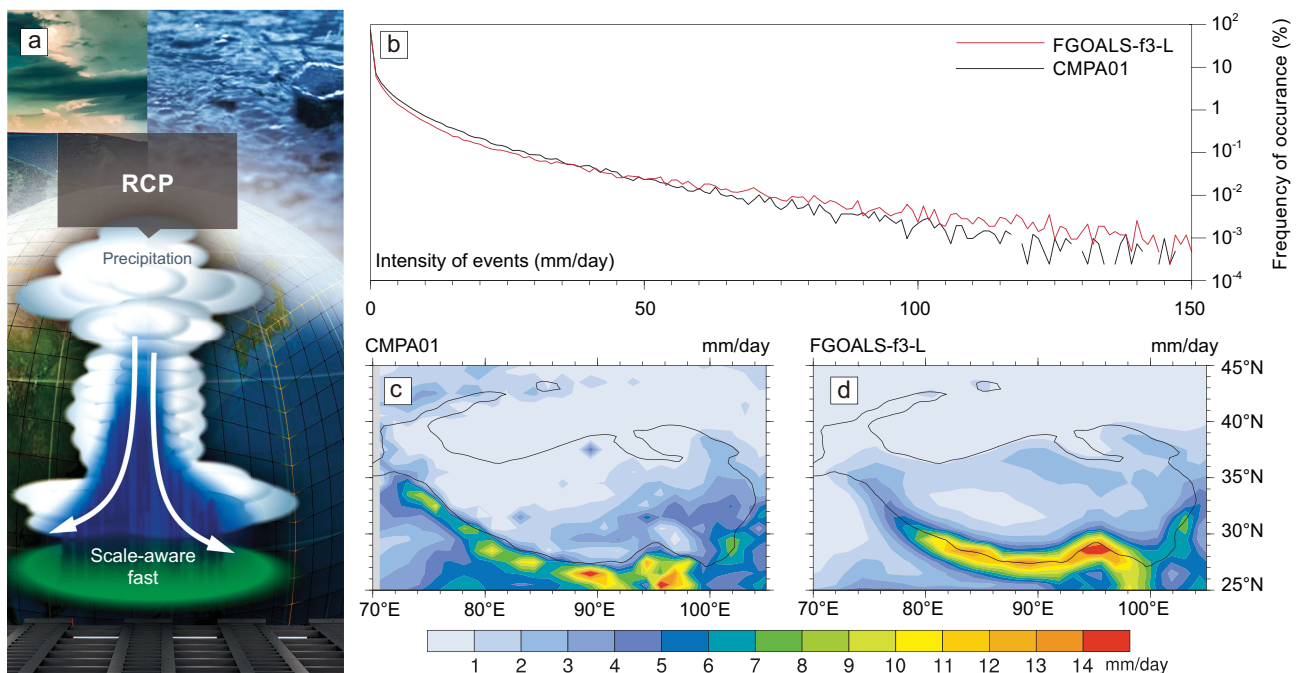 a
RCP
Precipitation
Scale-aware
fast
b
FGOALS-f3-L
CMPA01
Intensity of events (mm/day)
0
50
100
150
10²
10
1
10⁻¹
10⁻²
10⁻³
10⁻⁴
Frequency of occurance (%)
CMPA01 mm/day
c
70°E 80°E 90°E 100°E
FGOALS-f3-L mm/day
d
45°N
40°N
35°N
30°N
25°N
70°E 80°E 90°E 100°E
1 2 3 4 5 6 7 8 9 10 11 12 13 14 mm/day